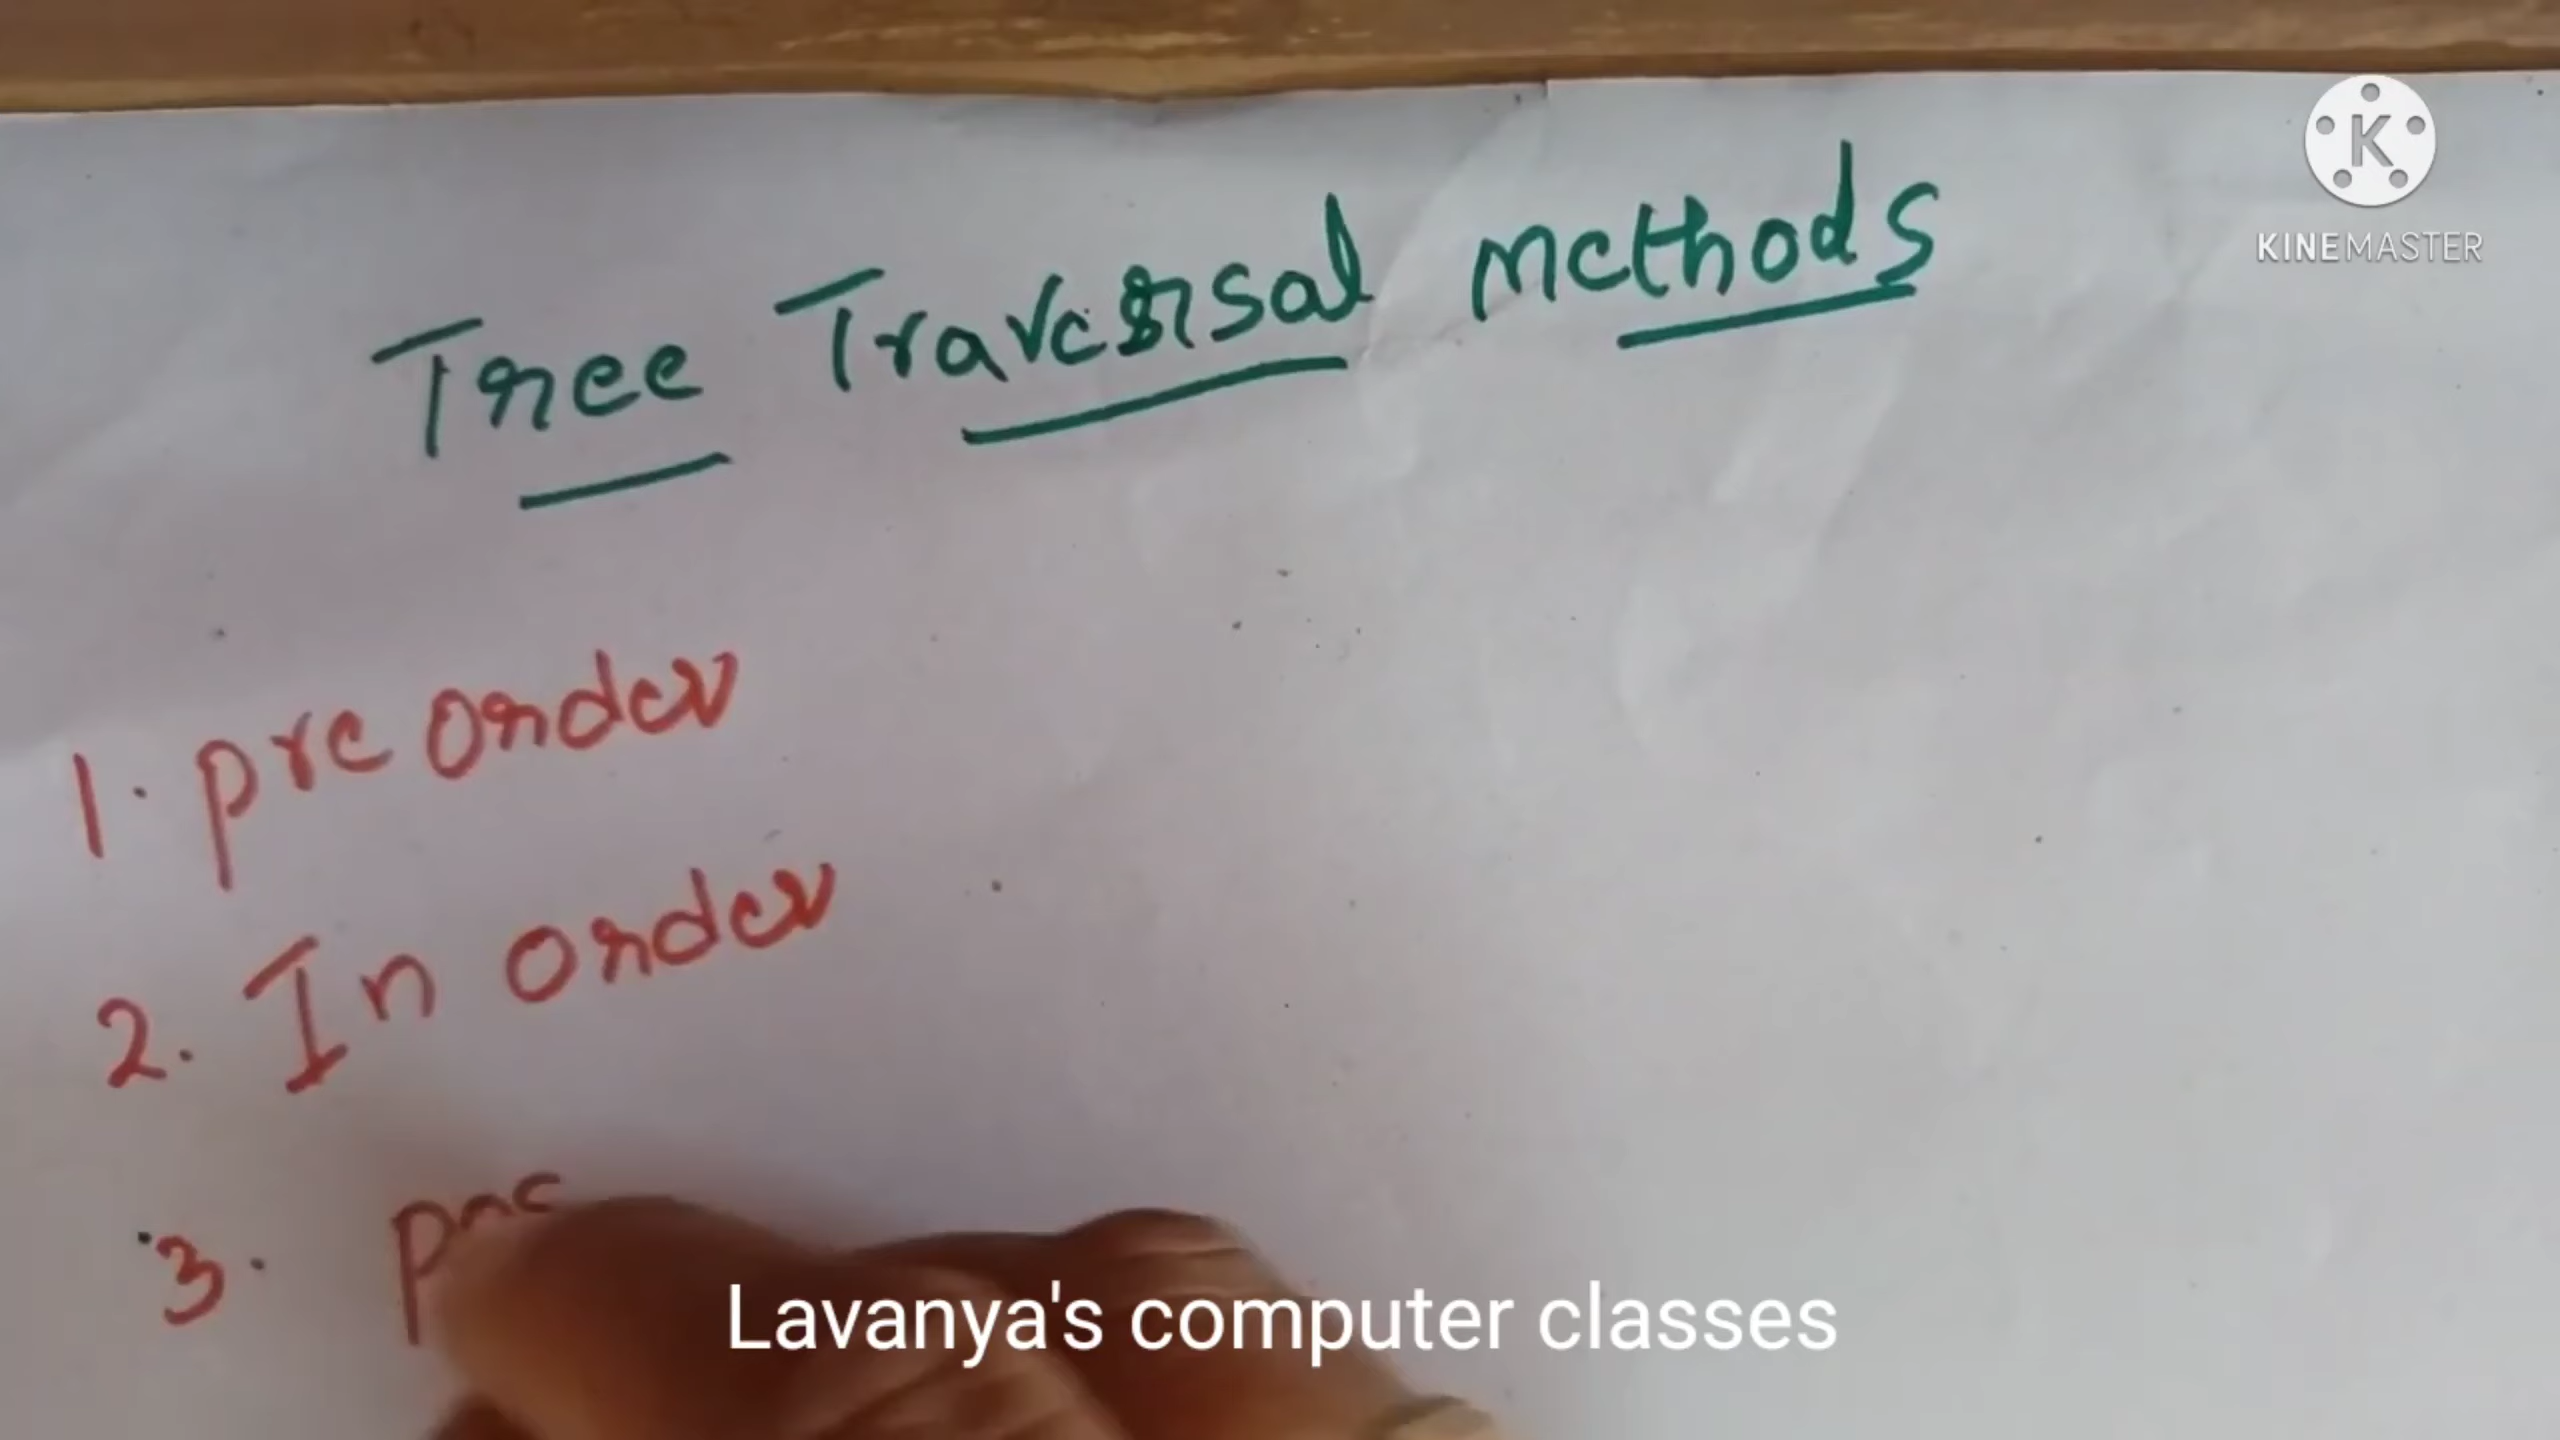 Tree Traversal Methods
KINEMASTER
1. pre order
2. In order
3.
Lavanya's computer classes